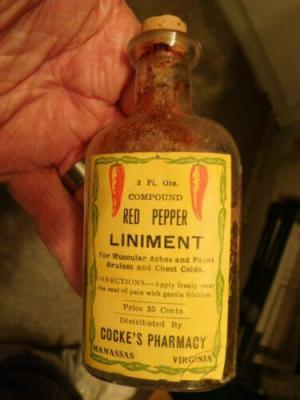 3 Fl. Ozs.
COMPOUND
RED PEPPER
LINIMENT
For Muscular Aches and Pains
Bruises and Chest Colds.
DIRECTIONS:—Apply freely over
the seat of pain with gentle friction
Price 35 Cents
Distributed By
COCKE'S PHARMACY
MANASSAS VIRGINIA